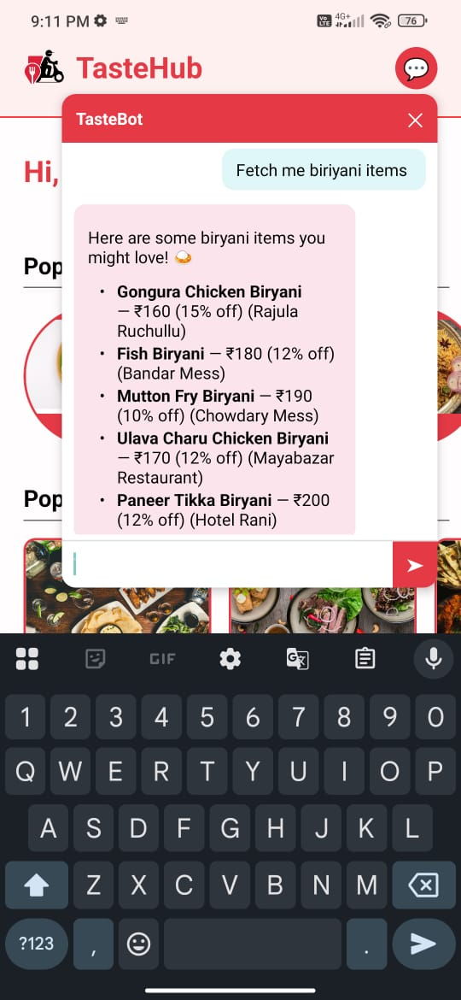 9:11 PM
Vo LTE 4G+ 76
TasteHub
TasteBot
Hi,
Fetch me biriyani items
Here are some biryani items you
might love! 🍛
Pop
• Gongura Chicken Biryani
— ₹160 (15% off) (Rajula
Ruchullu)
• Fish Biryani — ₹180 (12% off)
(Bandar Mess)
• Mutton Fry Biryani — ₹190
(10% off) (Chowdary Mess)
• Ulava Charu Chicken Biryani
— ₹170 (12% off) (Mayabazar
Restaurant)
• Paneer Tikka Biryani — ₹200
(12% off) (Hotel Rani)
Pop
GIF
1 2 3 4 5 6 7 8 9 0
Q W E R T Y U I O P
A S D F G H J K L
Z X C V B N M
?123 , .